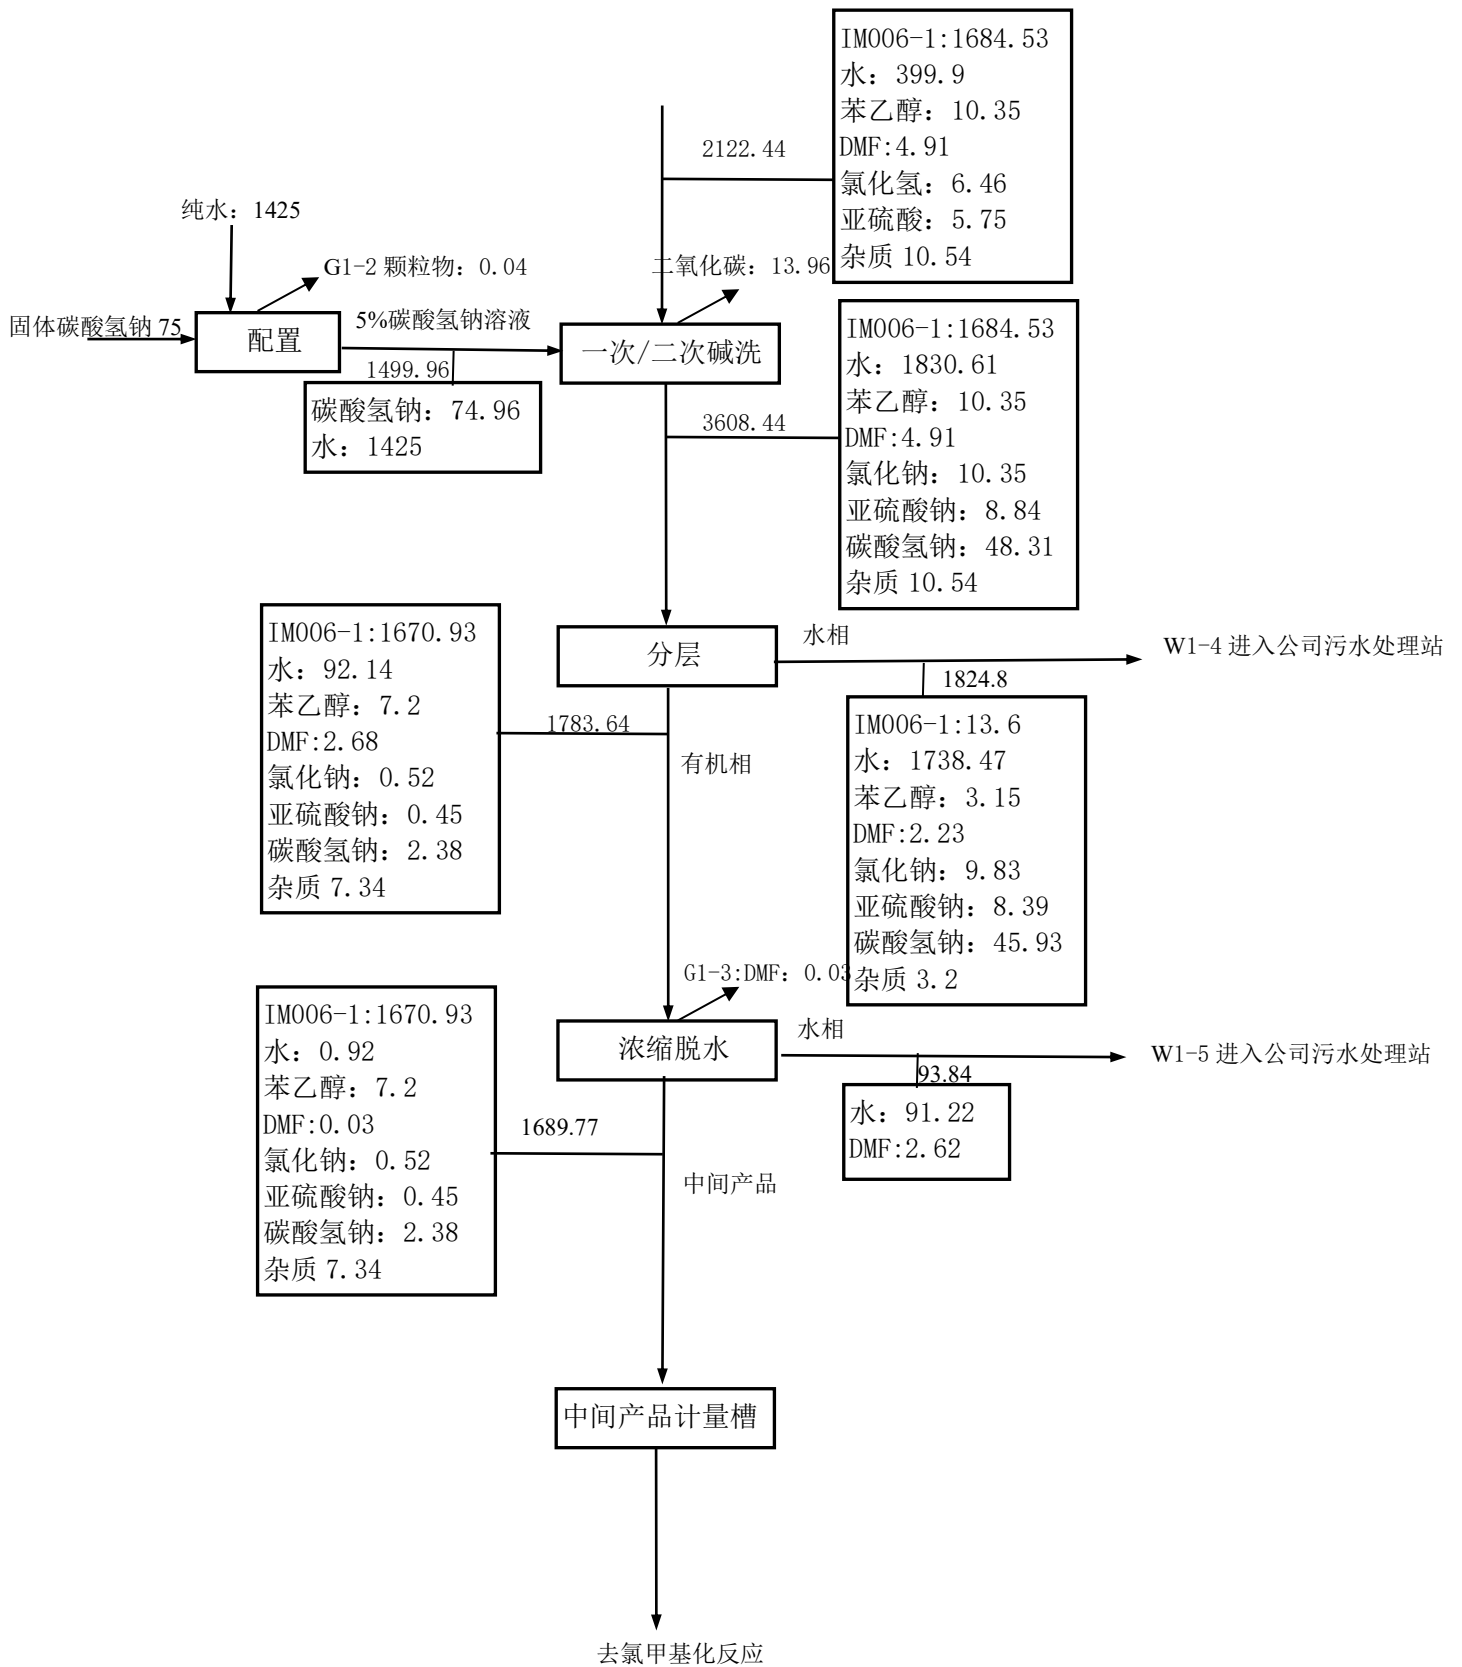 IM006-1:1684.53
水：399.9
苯乙醇：10.35
DMF:4.91
氯化氢：6.46
亚硫酸：5.75
杂质 10.54
2122.44
纯水：1425
G1-2 颗粒物：0.04
二氧化碳：13.96
固体碳酸氢钠 75
配置
5%碳酸氢钠溶液
1499.96
一次/二次碱洗
碳酸氢钠：74.96
水：1425
IM006-1:1684.53
水：1830.61
苯乙醇：10.35
DMF:4.91
氯化钠：10.35
亚硫酸钠：8.84
碳酸氢钠：48.31
杂质 10.54
3608.44
分层
水相
W1-4 进入公司污水处理站
1824.8
IM006-1:1670.93
水：92.14
苯乙醇：7.2
DMF:2.68
氯化钠：0.52
亚硫酸钠：0.45
碳酸氢钠：2.38
杂质 7.34
1783.64
有机相
IM006-1:13.6
水：1738.47
苯乙醇：3.15
DMF:2.23
氯化钠：9.83
亚硫酸钠：8.39
碳酸氢钠：45.93
杂质 3.2
G1-3:DMF：0.03
浓缩脱水
水相
W1-5 进入公司污水处理站
93.84
水：91.22
DMF:2.62
IM006-1:1670.93
水：0.92
苯乙醇：7.2
DMF:0.03
氯化钠：0.52
亚硫酸钠：0.45
碳酸氢钠：2.38
杂质 7.34
1689.77
中间产品
中间产品计量槽
去氯甲基化反应